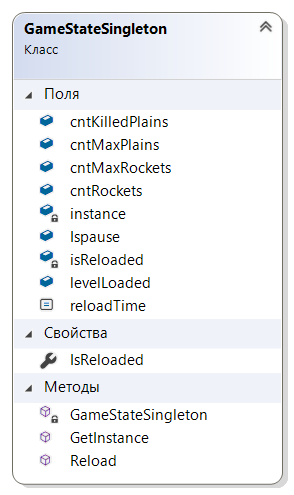 GameStateSingleton
Класс
Поля
cntKilledPlains
cntMaxPlains
cntMaxRockets
cntRockets
instance
Ispause
isReloaded
levelLoaded
reloadTime
Свойства
IsReloaded
Методы
GameStateSingleton
GetInstance
Reload